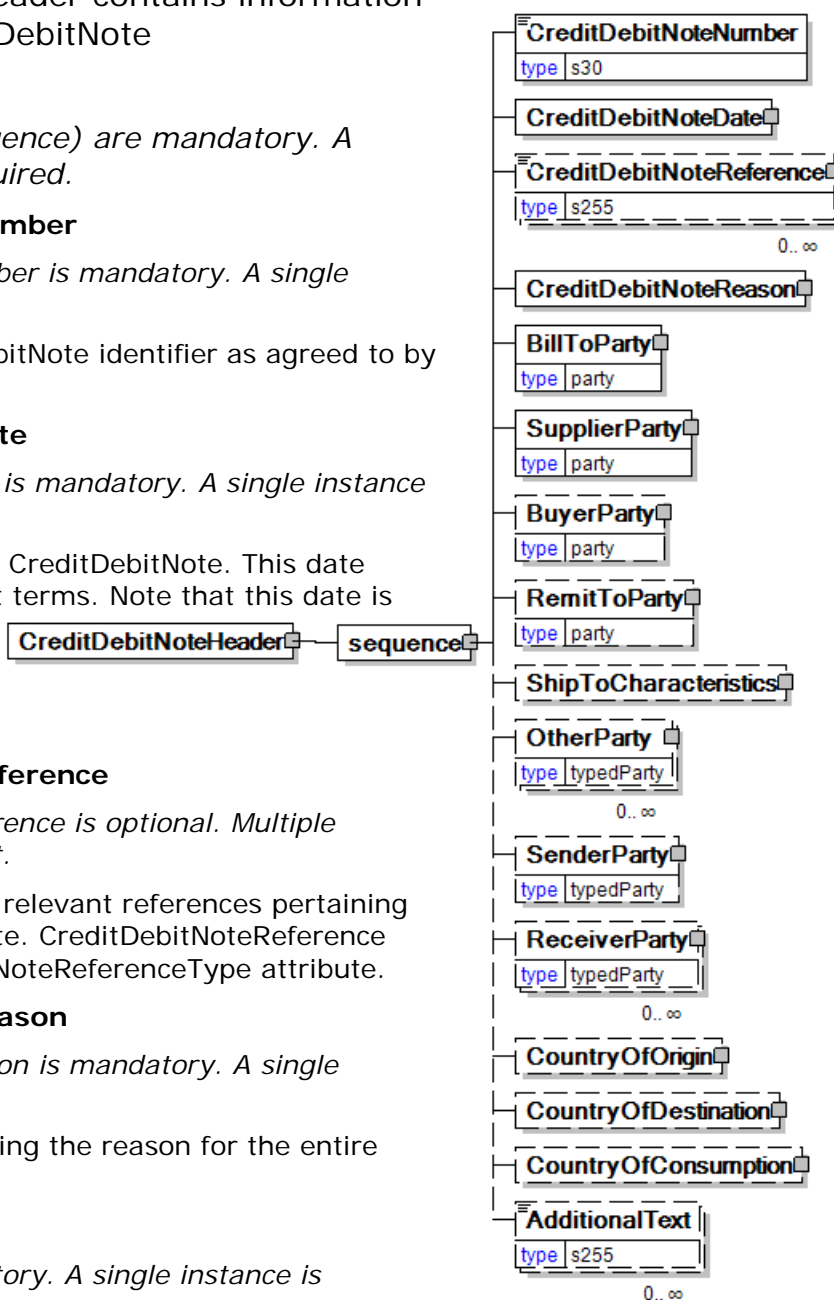 eader contains information
DebitNote
uence) are mandatory. A
uired.
mber
ber is mandatory. A single
bitNote identifier as agreed to by
te
is mandatory. A single instance
CreditDebitNote. This date
t terms. Note that this date is
ference
rence is optional. Multiple
t.
relevant references pertaining
te. CreditDebitNoteReference
NoteReferenceType attribute.
ason
on is mandatory. A single
ing the reason for the entire
tory. A single instance is
CreditDebitNoteHeader
sequence
CreditDebitNoteNumber
type s30
CreditDebitNoteDate
CreditDebitNoteReference
type s255
0..∞
CreditDebitNoteReason
BillToParty
type party
SupplierParty
type party
BuyerParty
type party
RemitToParty
type party
ShipToCharacteristics
OtherParty
type typedParty
0..∞
SenderParty
type typedParty
ReceiverParty
type typedParty
0..∞
CountryOfOrigin
CountryOfDestination
CountryOfConsumption
AdditionalText
type s255
0..∞